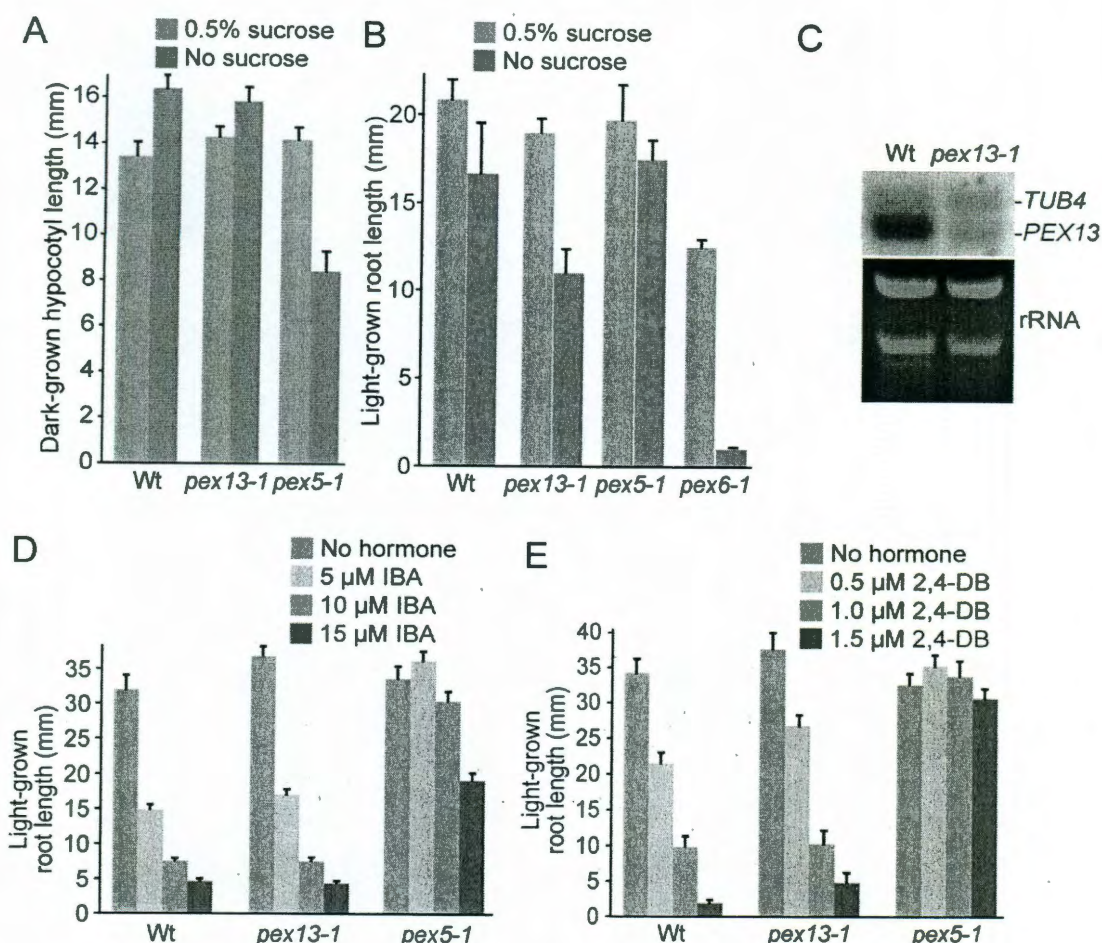 A
0.5% sucrose
No sucrose
Dark-grown hypocotyl length (mm)
16
14
12
10
8
6
4
2
0
Wt pex13-1 pex5-1
B
0.5% sucrose
No sucrose
Light-grown root length (mm)
20
15
10
5
0
Wt pex13-1 pex5-1 pex6-1
C
Wt pex13-1
-TUB4
-PEX13
rRNA
D
No hormone
5 µM IBA
10 µM IBA
15 µM IBA
Light-grown
root length (mm)
35
30
25
20
15
10
5
0
Wt pex13-1 pex5-1
E
No hormone
0.5 µM 2,4-DB
1.0 µM 2,4-DB
1.5 µM 2,4-DB
Light-grown
root length (mm)
40
35
30
25
20
15
10
5
0
Wt pex13-1 pex5-1